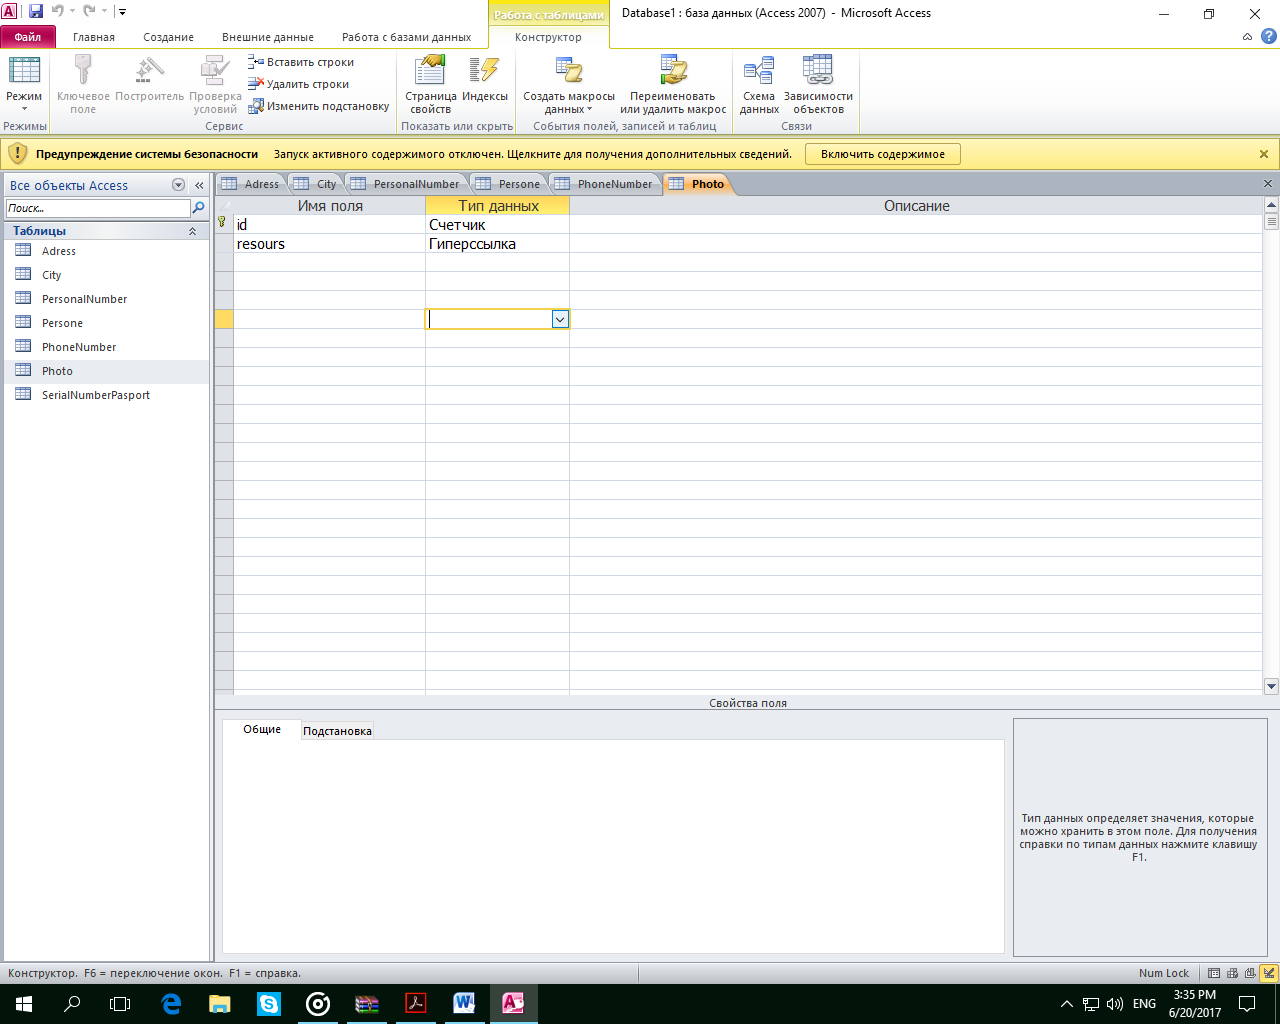 Работа с таблицами
Database1 : база данных (Access 2007) - Microsoft Access
Файл
Главная
Создание
Внешние данные
Работа с базами данных
Конструктор
Режим
Ключевое поле
Построитель
Проверка условий
Вставить строки
Удалить строки
Изменить подстановку
Страница свойств
Индексы
Создать макросы данных
Переименовать или удалить макрос
Схема данных
Зависимости объектов
Режимы
Сервис
Показать или скрыть
События полей, записей и таблиц
Связи
Предупреждение системы безопасности
Запуск активного содержимого отключен. Щелкните для получения дополнительных сведений.
Включить содержимое
Все объекты Access
Поиск...
Таблицы
Adress
City
PersonalNumber
Persone
PhoneNumber
Photo
SerialNumberPasport
Adress
City
PersonalNumber
Persone
PhoneNumber
Photo
Имя поля
Тип данных
Описание
id
Счетчик
resours
Гиперссылка
Свойства поля
Общие
Подстановка
Тип данных определяет значения, которые
можно хранить в этом поле. Для получения
справки по типам данных нажмите клавишу
F1.
Конструктор. F6 = переключение окон. F1 = справка.
Num Lock
ENG
3:35 PM
6/20/2017